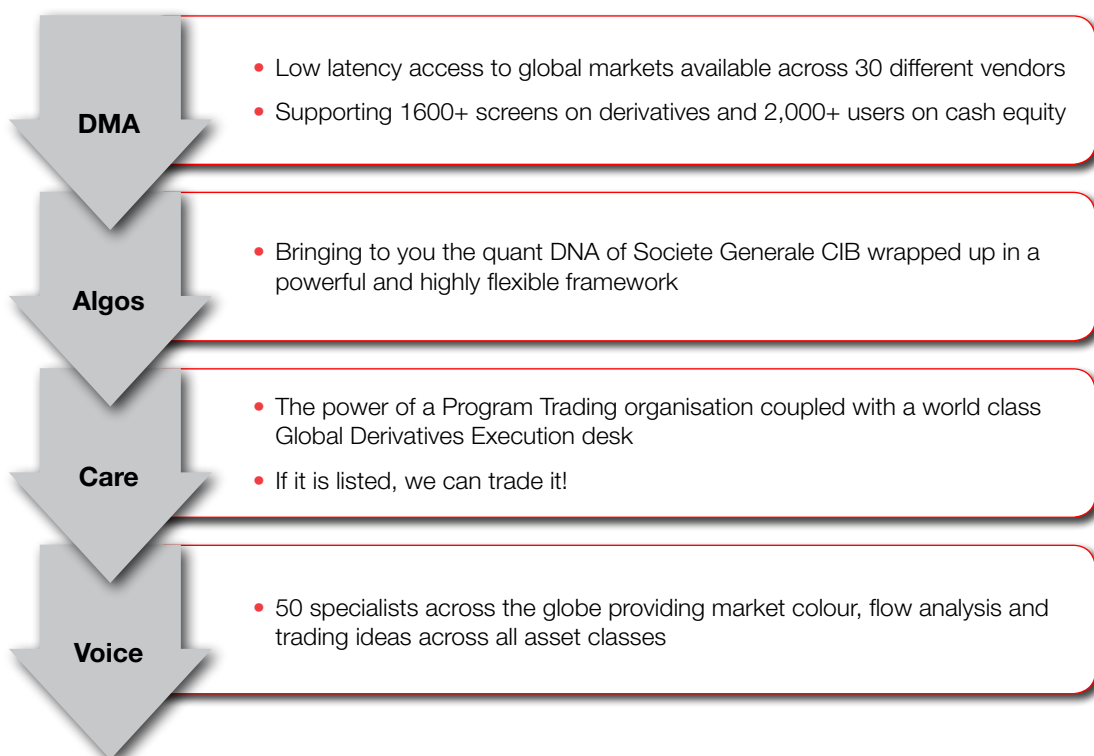 DMA
• Low latency access to global markets available across 30 different vendors
• Supporting 1600+ screens on derivatives and 2,000+ users on cash equity
Algos
• Bringing to you the quant DNA of Societe Generale CIB wrapped up in a
powerful and highly flexible framework
Care
• The power of a Program Trading organisation coupled with a world class
Global Derivatives Execution desk
• If it is listed, we can trade it!
Voice
• 50 specialists across the globe providing market colour, flow analysis and
trading ideas across all asset classes